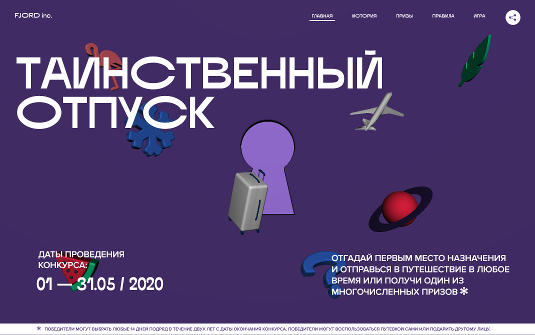 FJORD inc.
ГЛАВНАЯ ИСТОРИЯ ПРИЗЫ ПРАВИЛА ИГРА
ТАИНСТВЕННЫЙ
ОТПУСК
ДАТЫ ПРОВЕДЕНИЯ
КОНКУРСА:
01 — 31.05 / 2020
ОТГАДАЙ ПЕРВЫМ МЕСТО НАЗНАЧЕНИЯ
И ОТПРАВЬСЯ В ПУТЕШЕСТВИЕ В ЛЮБОЕ
ВРЕМЯ ИЛИ ПОЛУЧИ ОДИН ИЗ
МНОГОЧИСЛЕННЫХ ПРИЗОВ *
* ПОБЕДИТЕЛИ МОГУТ ВЫБРАТЬ ЛЮБЫЕ 14 ДНЕЙ ПОДРЯД В ТЕЧЕНИЕ ДВУХ ЛЕТ С ДАТЫ ОКОНЧАНИЯ КОНКУРСА. ПОБЕДИТЕЛИ МОГУТ ВОСПОЛЬЗОВАТЬСЯ ПУТЕВКОЙ САМИ ИЛИ ПОДАРИТЬ ДРУГОМУ ЛИЦУ.